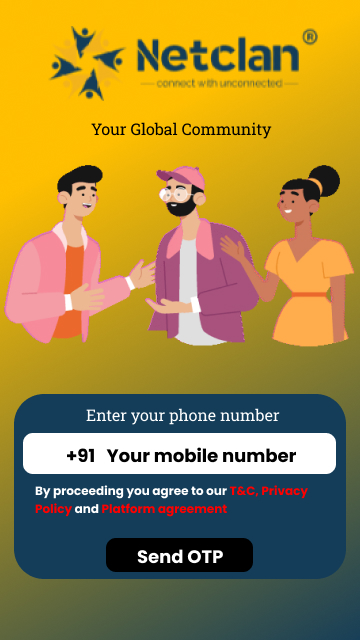 Netclan®
connect with unconnected
Your Global Community
Enter your phone number
+91 Your mobile number
By proceeding you agree to our T&C, Privacy
Policy and Platform agreement
Send OTP